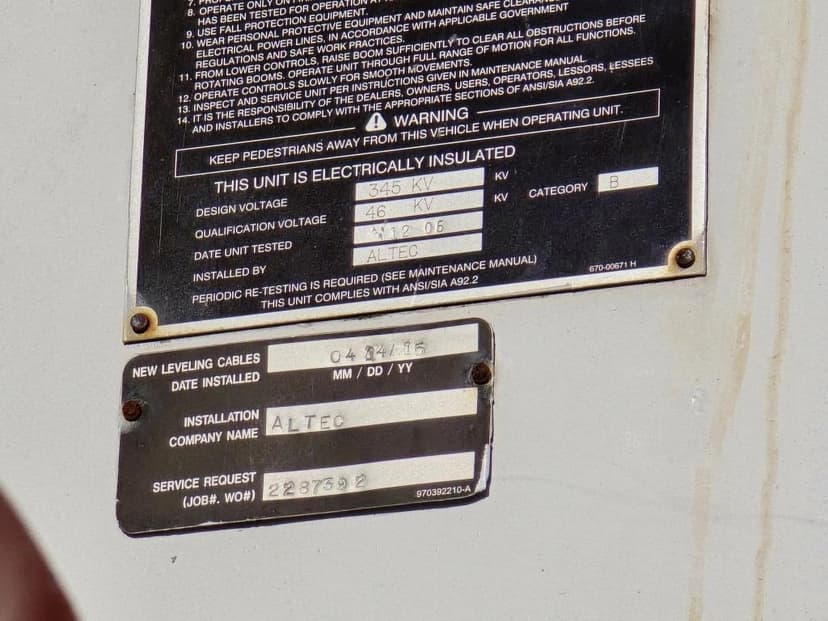 8. OPERATE ONLY ON
HAS BEEN TESTED FOR OPERATION AT
9. USE FALL PROTECTION EQUIPMENT.
10. WEAR PERSONAL PROTECTIVE EQUIPMENT AND MAINTAIN SAFE CLEARANCE
ELECTRICAL POWER LINES, IN ACCORDANCE WITH APPLICABLE GOVERNMENT
REGULATIONS AND SAFE WORK PRACTICES.
11. FROM LOWER CONTROLS, RAISE BOOM SUFFICIENTLY TO CLEAR ALL OBSTRUCTIONS BEFORE
ROTATING BOOMS. OPERATE UNIT THROUGH FULL RANGE OF MOTION FOR ALL FUNCTIONS.
12. OPERATE CONTROLS SLOWLY FOR SMOOTH MOVEMENTS.
13. INSPECT AND SERVICE UNIT PER INSTRUCTIONS GIVEN IN MAINTENANCE MANUAL
14. IT IS THE RESPONSIBILITY OF THE DEALERS, OWNERS, USERS, OPERATORS, LESSORS, LESSEES
AND INSTALLERS TO COMPLY WITH THE APPROPRIATE SECTIONS OF ANSI/SIA A92.2.
WARNING
KEEP PEDESTRIANS AWAY FROM THIS VEHICLE WHEN OPERATING UNIT.
THIS UNIT IS ELECTRICALLY INSULATED
DESIGN VOLTAGE 345 KV KV
QUALIFICATION VOLTAGE 46 KV KV CATEGORY B
DATE UNIT TESTED 12 06
INSTALLED BY ALTEC
PERIODIC RE-TESTING IS REQUIRED (SEE MAINTENANCE MANUAL)
THIS UNIT COMPLIES WITH ANSI/SIA A92.2 670-00671 H
NEW LEVELING CABLES
DATE INSTALLED
MM / DD / YY
INSTALLATION
COMPANY NAME ALTEC
SERVICE REQUEST
(JOB#. WO#) 970392210-A